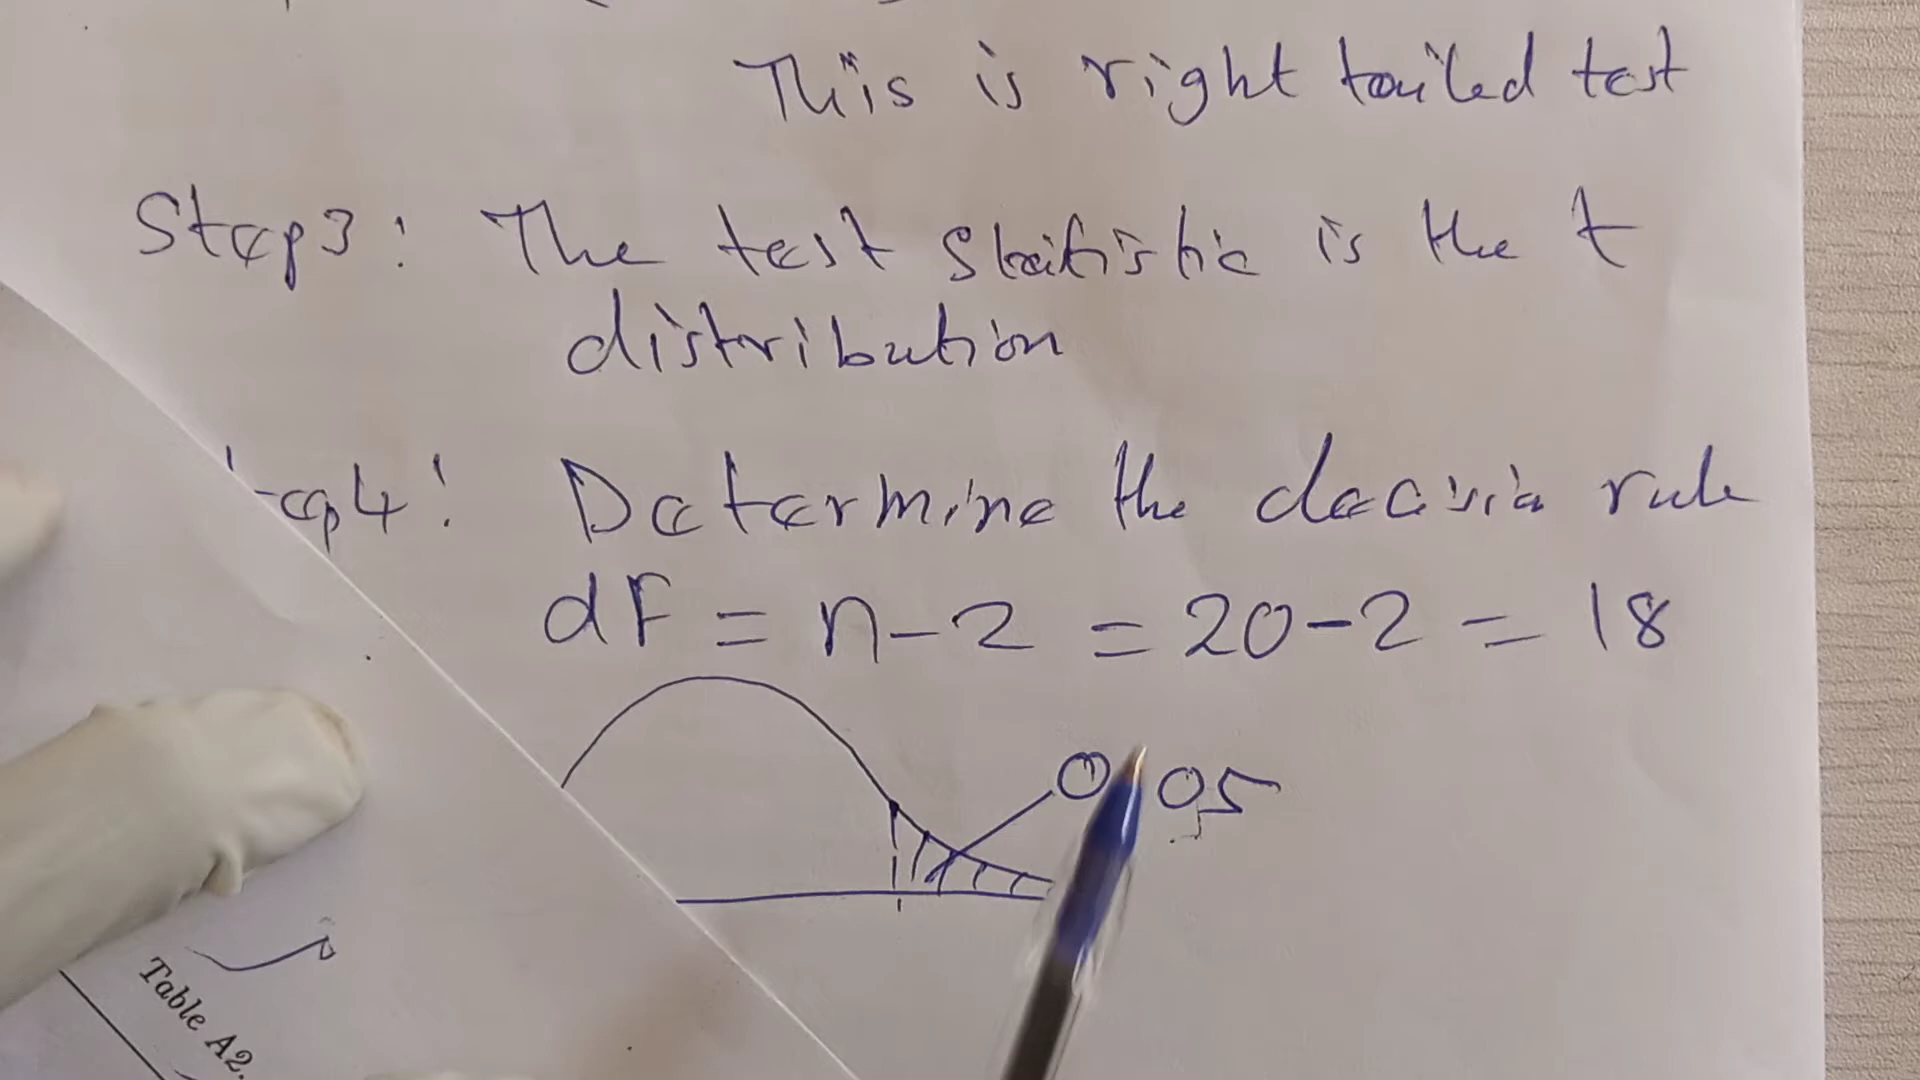 This is right tailed test
Step3: The test statistic is the t
distribution
tep4: Determine the decision rule
dF = n-2 = 20-2 = 18
0.05
Table A2.